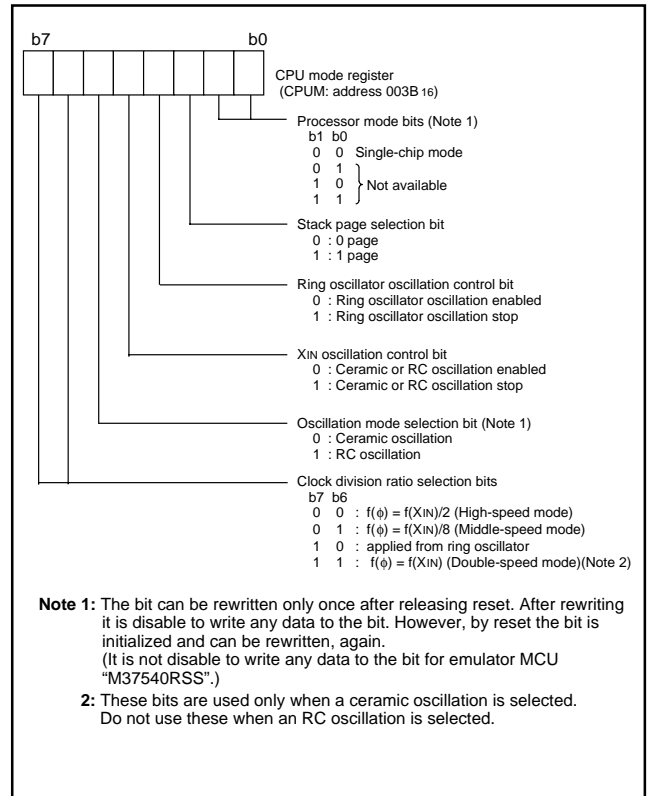 b7 b0
CPU mode register
(CPUM: address 003B16)
Processor mode bits (Note 1)
b1 b0
0 0 Single-chip mode
0 1
1 0 Not available
1 1
Stack page selection bit
0 : 0 page
1 : 1 page
Ring oscillator oscillation control bit
0 : Ring oscillator oscillation enabled
1 : Ring oscillator oscillation stop
XIN oscillation control bit
0 : Ceramic or RC oscillation enabled
1 : Ceramic or RC oscillation stop
Oscillation mode selection bit (Note 1)
0 : Ceramic oscillation
1 : RC oscillation
Clock division ratio selection bits
b7 b6
0 0 : f(φ) = f(XIN)/2 (High-speed mode)
0 1 : f(φ) = f(XIN)/8 (Middle-speed mode)
1 0 : applied from ring oscillator
1 1 : f(φ) = f(XIN) (Double-speed mode)(Note 2)
Note 1: The bit can be rewritten only once after releasing reset. After rewriting
it is disable to write any data to the bit. However, by reset the bit is
initialized and can be rewritten, again.
(It is not disable to write any data to the bit for emulator MCU
“M37540RSS”.)
2: These bits are used only when a ceramic oscillation is selected.
Do not use these when an RC oscillation is selected.